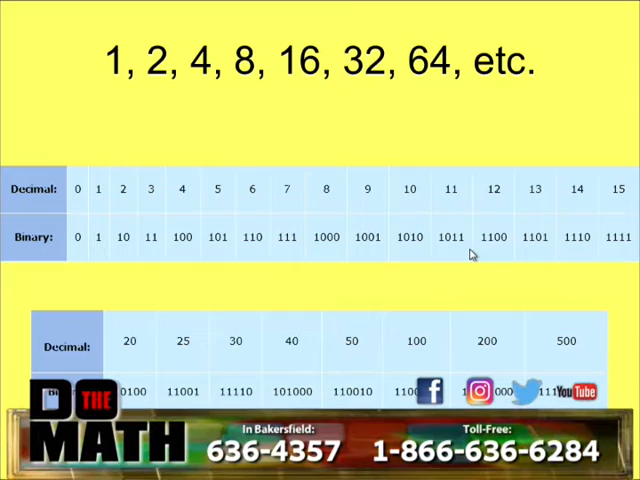 1, 2, 4, 8, 16, 32, 64, etc.
Decimal: 0 1 2 3 4 5 6 7 8 9 10 11 12 13 14 15
Binary: 0 1 10 11 100 101 110 111 1000 1001 1010 1011 1100 1101 1110 1111
Decimal: 20 25 30 40 50 100 200 500
11001 11110 101000 110010
DO THE MATH
In Bakersfield: Toll-Free:
636-4357 1-866-636-6284
YouTube